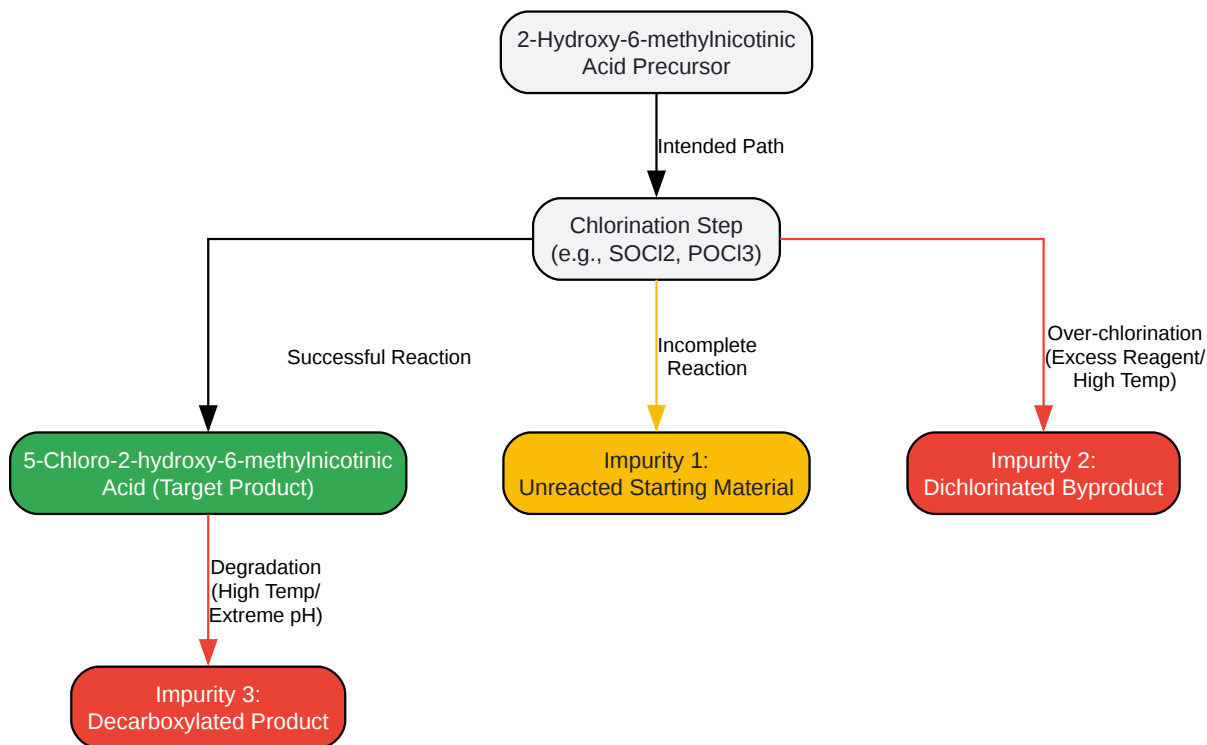 2-Hydroxy-6-methylnicotinic
Acid Precursor
Intended Path
Chlorination Step
(e.g., SOCl2, POCl3)
Successful Reaction
Incomplete
Reaction
Over-chlorination
(Excess Reagent/
High Temp)
5-Chloro-2-hydroxy-6-methylnicotinic
Acid (Target Product)
Impurity 1:
Unreacted Starting Material
Impurity 2:
Dichlorinated Byproduct
Degradation
(High Temp/
Extreme pH)
Impurity 3:
Decarboxylated Product